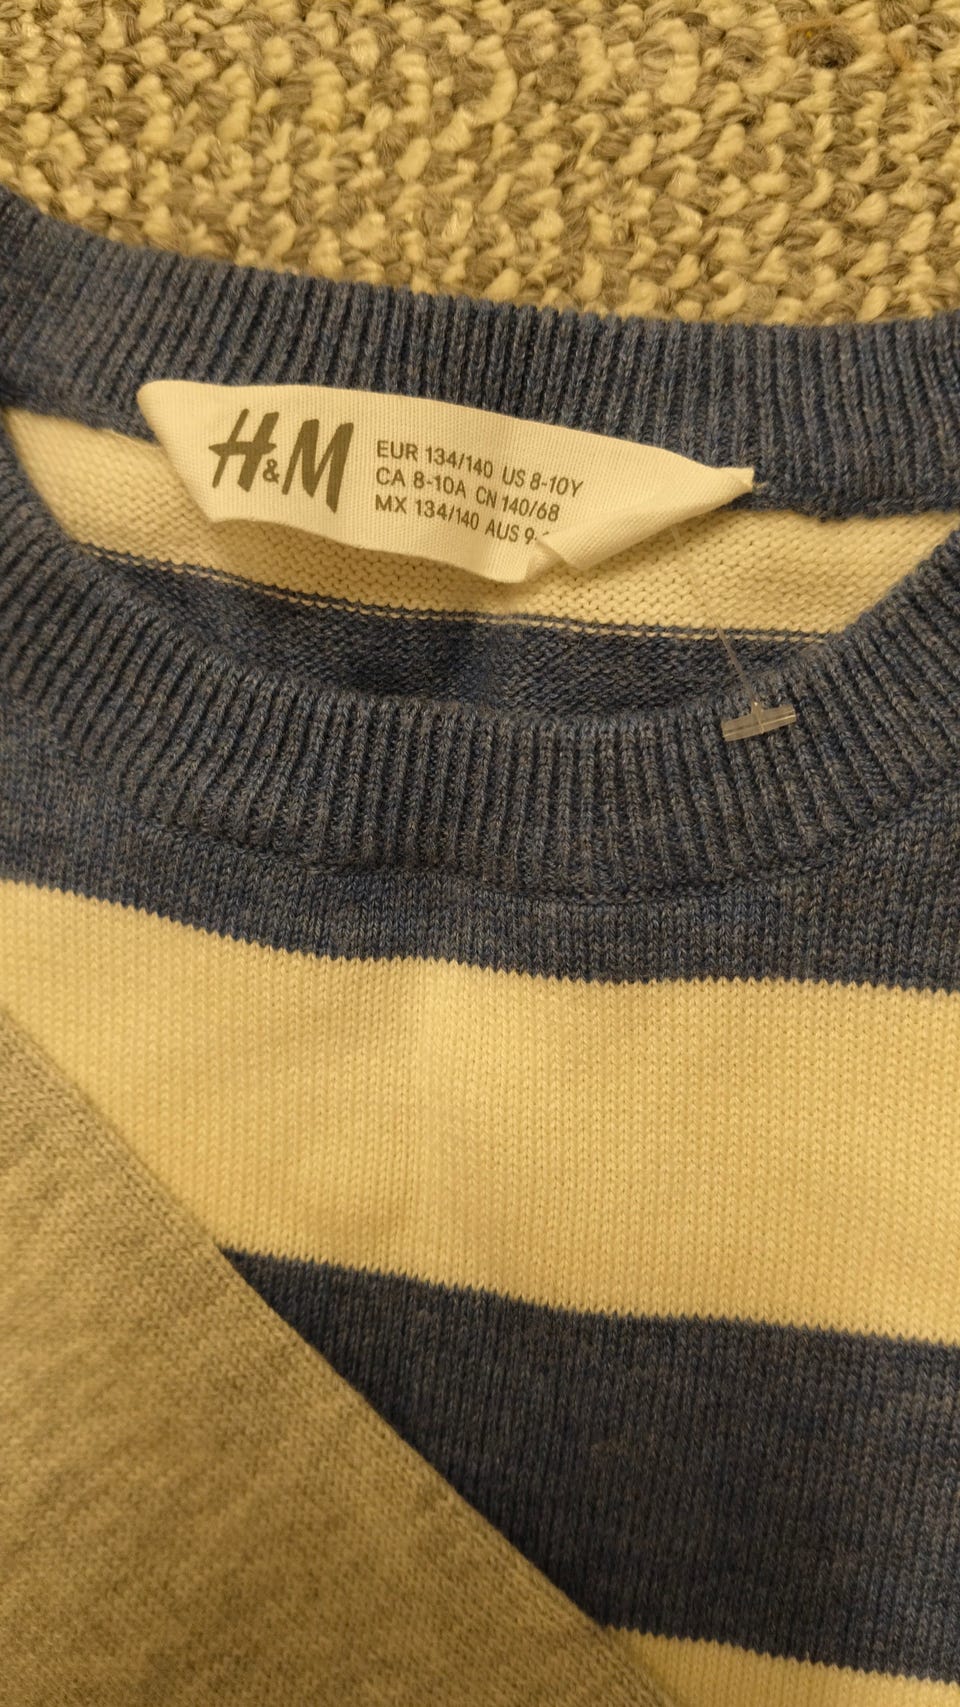 H&M
EUR 134/140 US 8-10Y
CA 8-10A CN 140/68
MX 134/140 AUS 9-